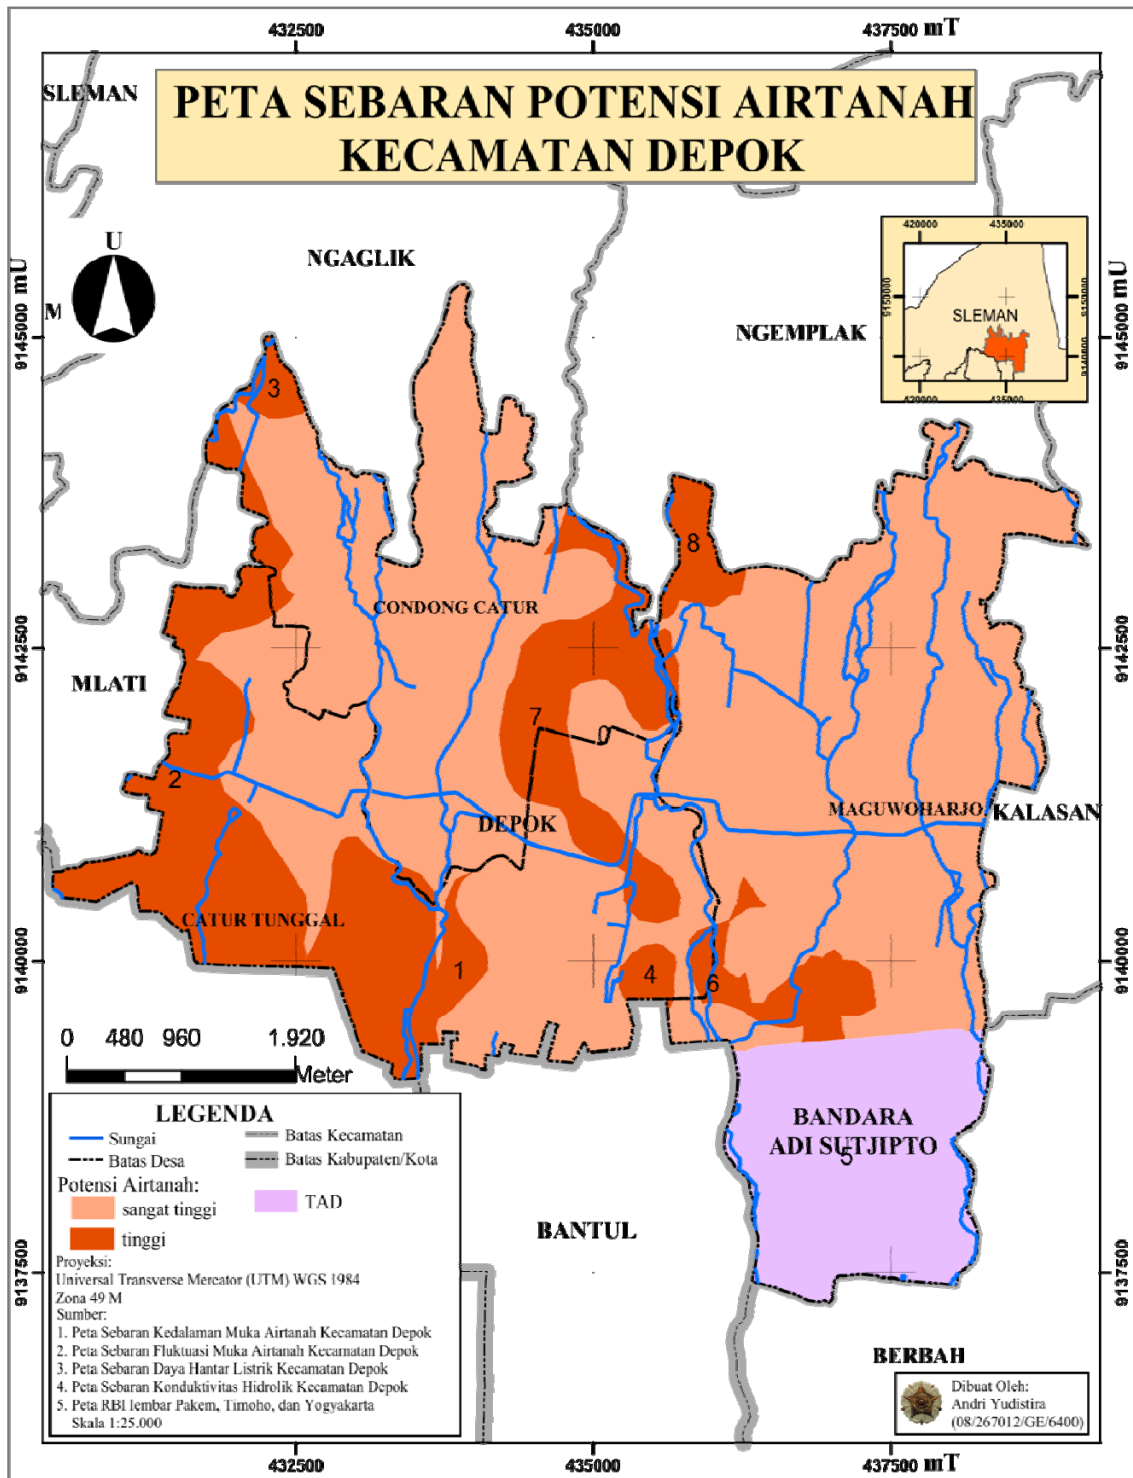 432500
435000
437500 mT
SLEMAN
PETA SEBARAN POTENSI AIRTANAH
KECAMATAN DEPOK
U
M
NGAGLIK
NGEMPLAK
420000
435000
9150000
9150000
SLEMAN
9140000
9140000
420000
435000
9145000 mU
9145000 mU
3
8
CONDONG CATUR
9142500
9142500
MLATI
7
0
2
DEPOK
MAGUWOHARJO
KALASAN
CATUR TUNGGAL
9140000
9140000
1
4
6
0
480
960
1.920
Meter
BANDARA
ADI SUTJIPTO
5
BANTUL
BERBAH
9137500
9137500
LEGENDA
Sungai
Batas Kecamatan
Batas Desa
Batas Kabupaten/Kota
Potensi Airtanah:
sangat tinggi
TAD
tinggi
Proyeksi:
Universal Transverse Mercator (UTM) WGS 1984
Zona 49 M
Sumber:
1. Peta Sebaran Kedalaman Muka Airtanah Kecamatan Depok
2. Peta Sebaran Fluktuasi Muka Airtanah Kecamatan Depok
3. Peta Sebaran Daya Hantar Listrik Kecamatan Depok
4. Peta Sebaran Konduktivitas Hidrolik Kecamatan Depok
5. Peta RBI lembar Pakem, Timoho, dan Yogyakarta
Skala 1:25.000
Dibuat Oleh:
Andri Yudistira
(08/267012/GE/6400)
432500
435000
437500 mT